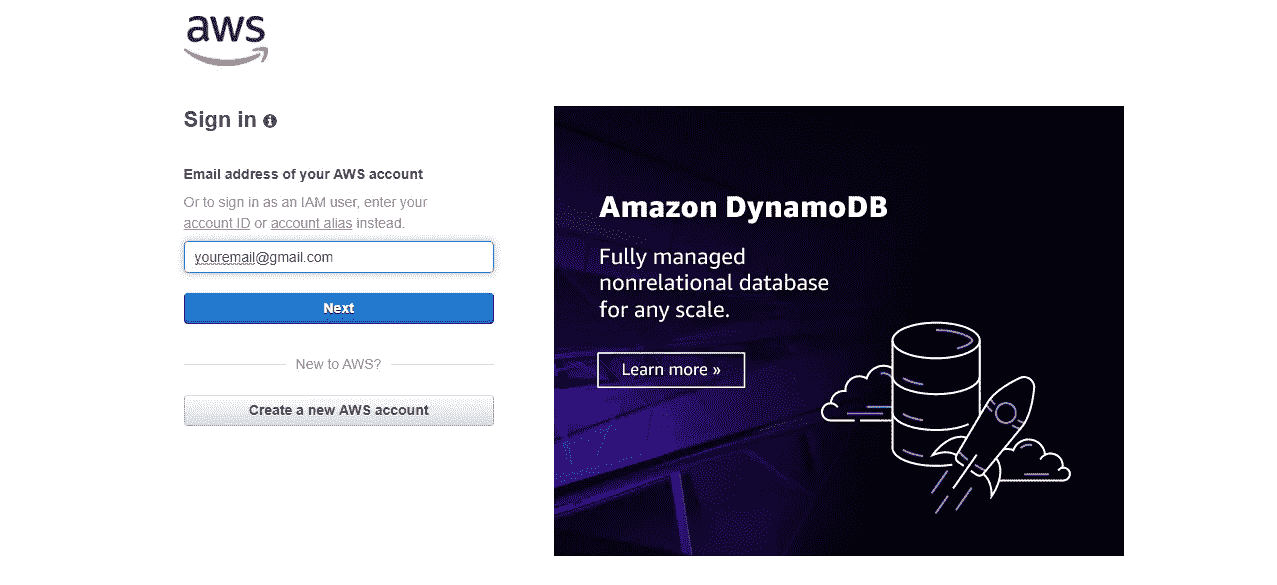 aws
Sign in
Email address of your AWS account
Or to sign in as an IAM user, enter your
account ID or account alias instead.
youremail@gmail.com
Next
New to AWS?
Create a new AWS account
Amazon DynamoDB
Fully managed
nonrelational database
for any scale.
Learn more »